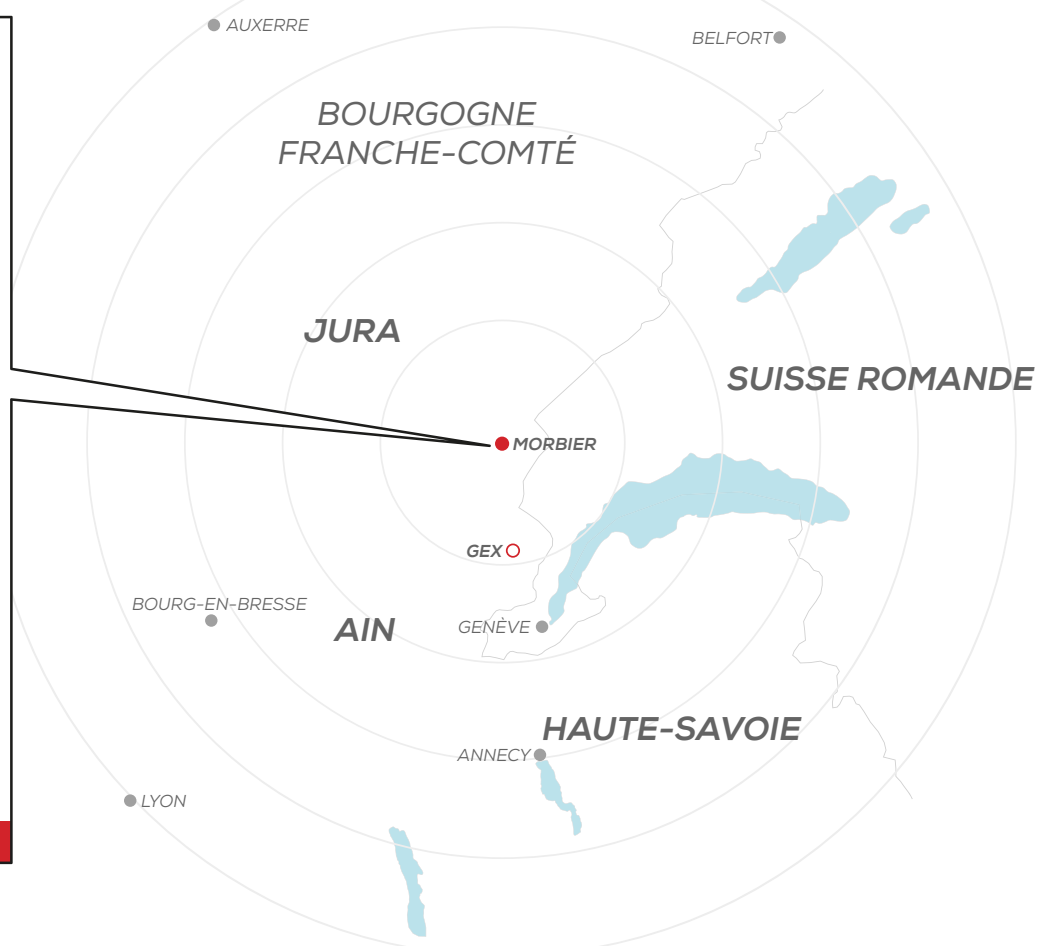 AUXERRE
BELFORT
BOURGOGNE
FRANCHE-COMTÉ
JURA
SUISSE ROMANDE
MORBIER
GEX
BOURG-EN-BRESSE
AIN
GENÈVE
HAUTE-SAVOIE
ANNECY
LYON